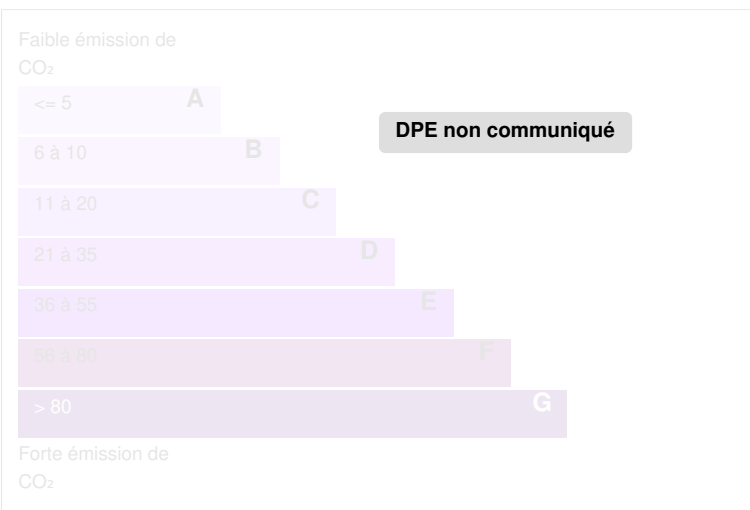 Faible émission de
CO₂
<= 5 A
DPE non communiqué
6 à 10 B
11 à 20 C
21 à 35 D
36 à 55 E
56 à 80 F
> 80 G
Forte émission de
CO₂